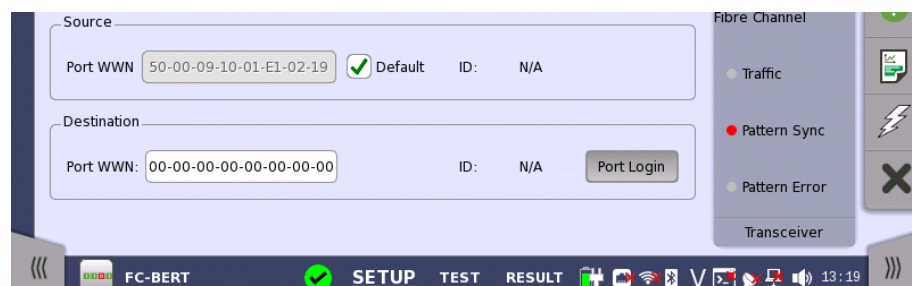 Source
Port WWN 50-00-09-10-01-E1-02-19 Default ID: N/A
Destination
Port WWN: 00-00-00-00-00-00-00-00 ID: N/A Port Login
Fibre Channel
Traffic
Pattern Sync
Pattern Error
Transceiver
FC-BERT SETUP TEST RESULT 13:19